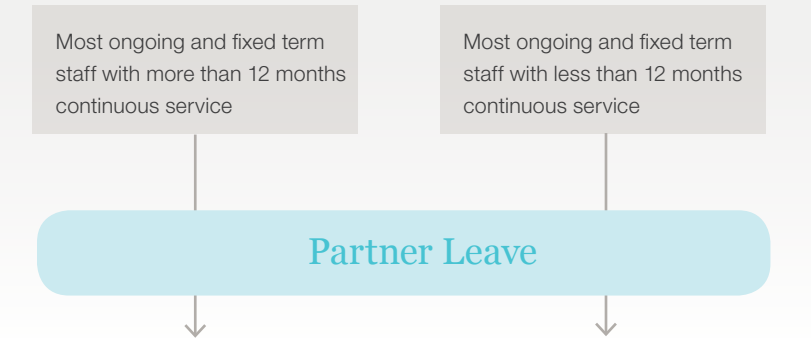 Most ongoing and fixed term
staff with more than 12 months
continuous service
Most ongoing and fixed term
staff with less than 12 months
continuous service
Partner Leave